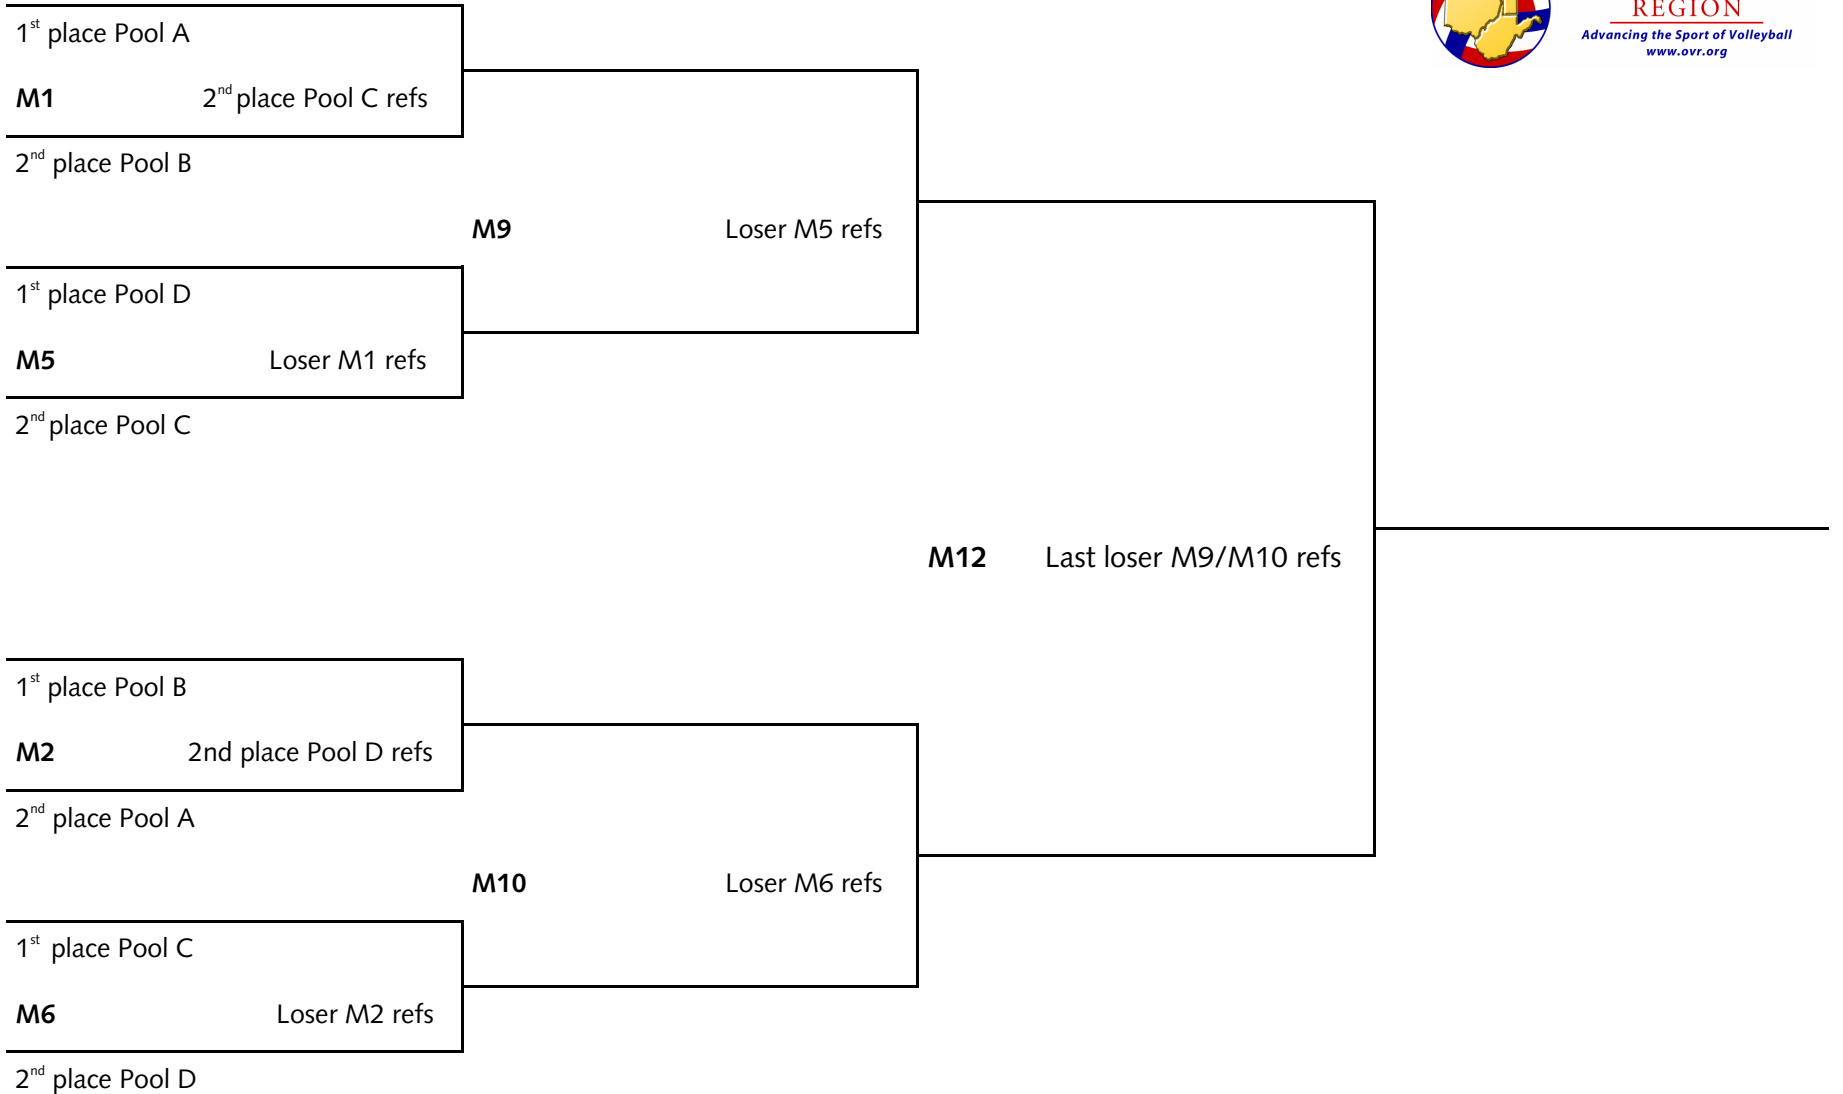 REGION
Advancing the Sport of Volleyball
www.ovr.org
1st place Pool A
M1 2nd place Pool C refs
2nd place Pool B
M9 Loser M5 refs
1st place Pool D
M5 Loser M1 refs
2nd place Pool C
M12 Last loser M9/M10 refs
1st place Pool B
M2 2nd place Pool D refs
2nd place Pool A
M10 Loser M6 refs
1st place Pool C
M6 Loser M2 refs
2nd place Pool D